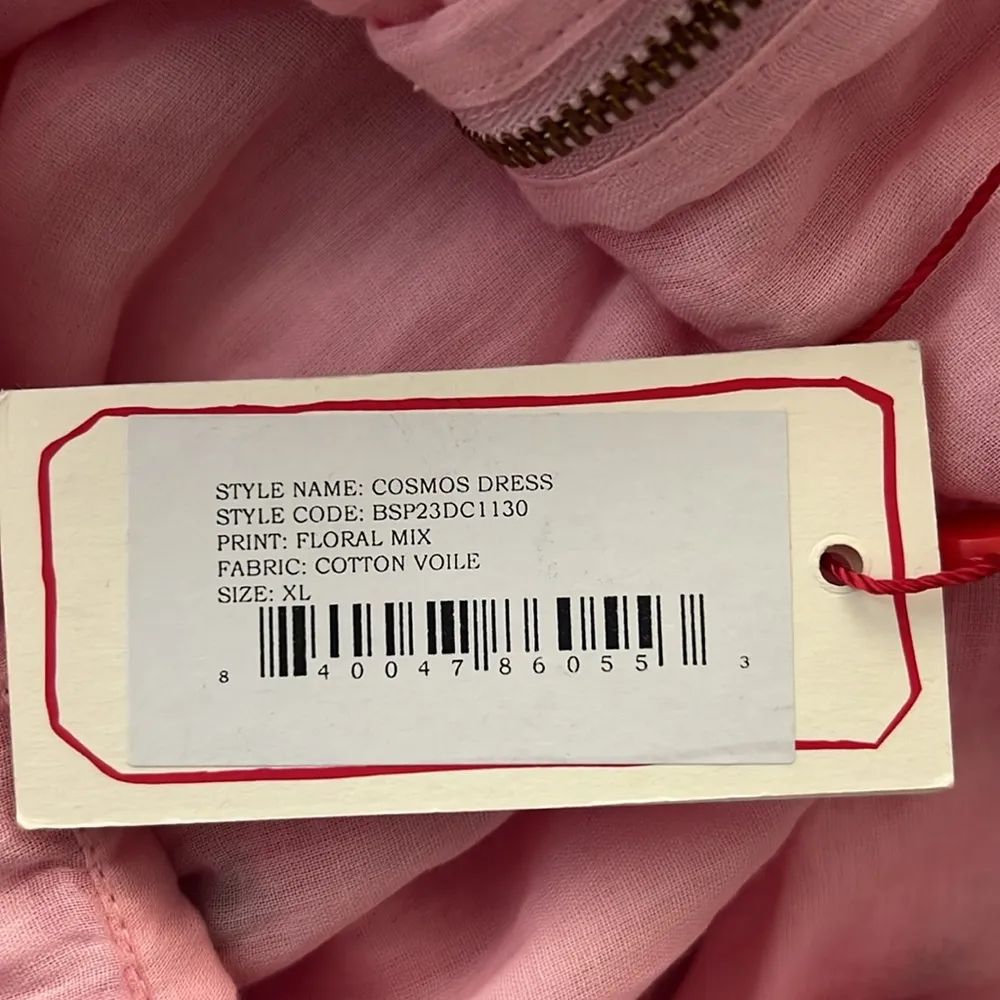 STYLE NAME: COSMOS DRESS
STYLE CODE: BSP23DC1130
PRINT: FLORAL MIX
FABRIC: COTTON VOILE
SIZE: XL
8 40047 86055 3